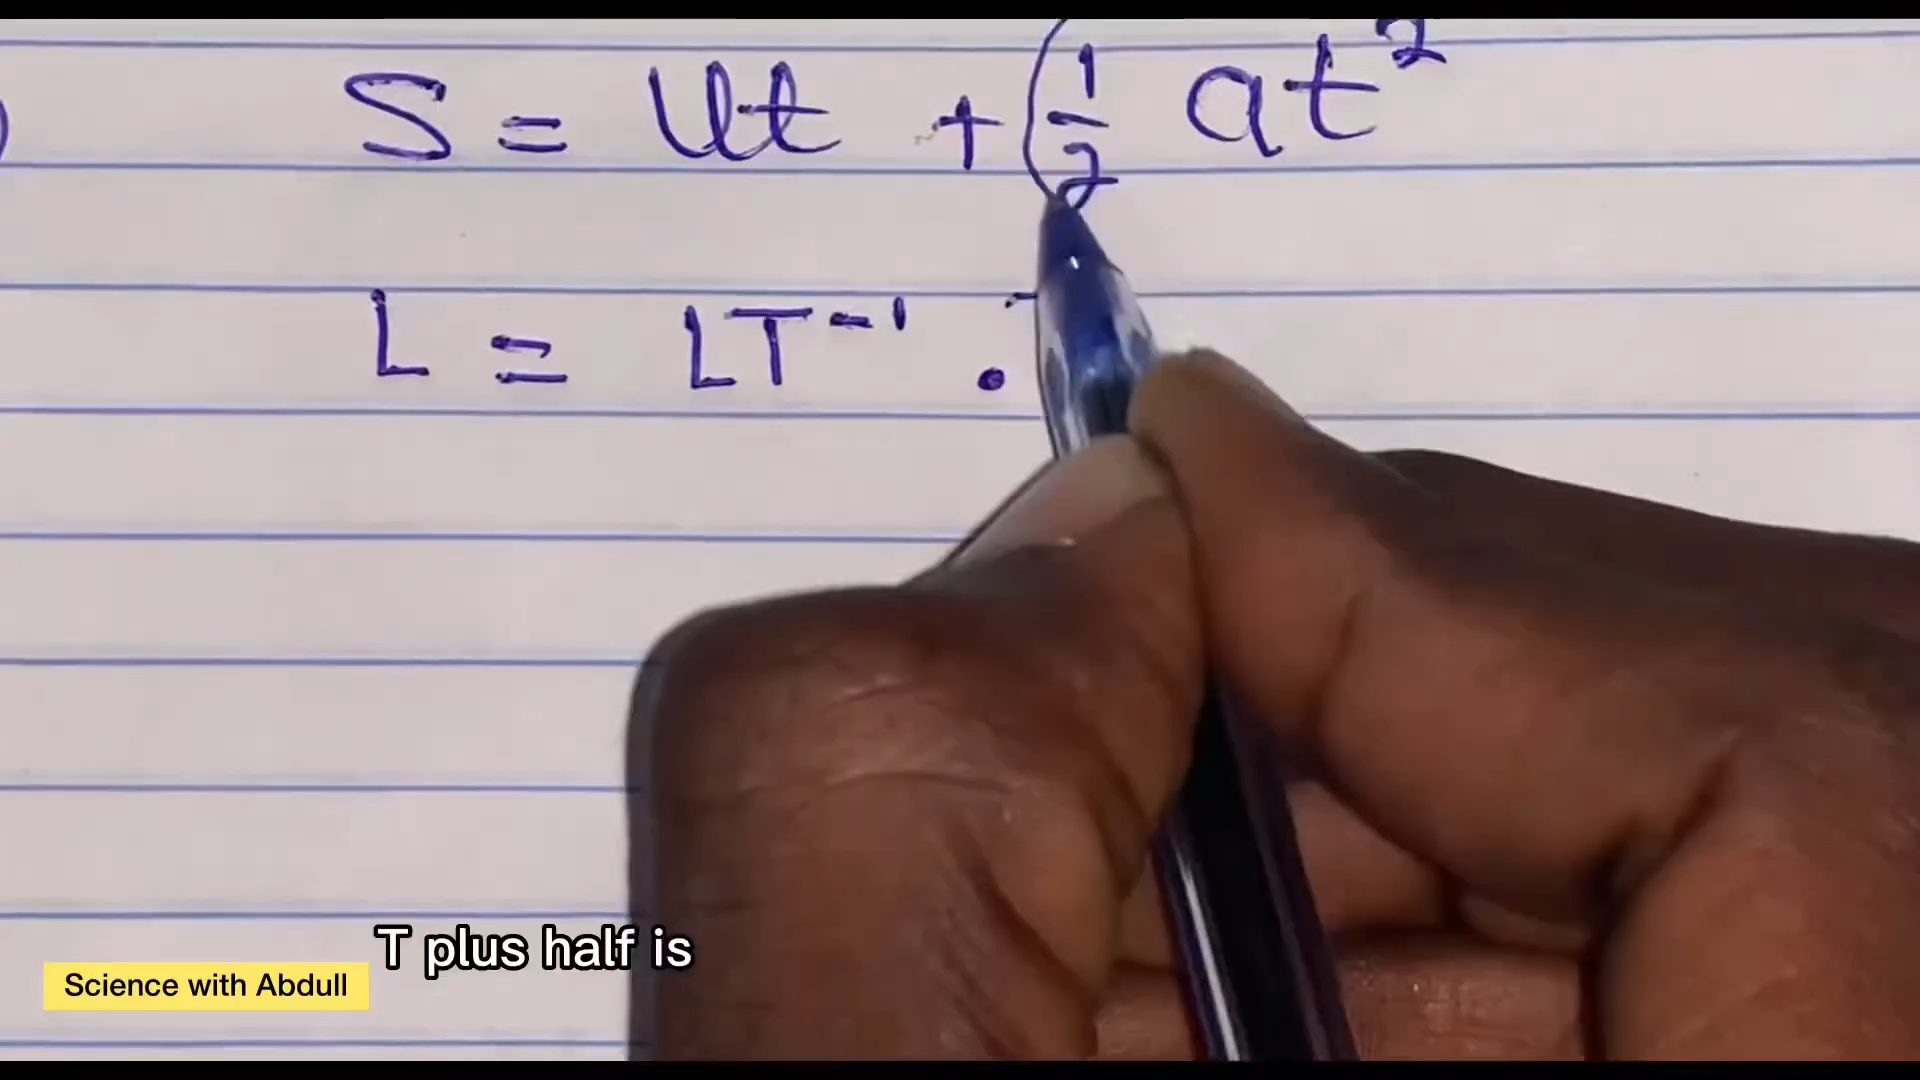 S = Ut + (1/2 at²
L = LT⁻¹ .
T plus half is
Science with Abdull